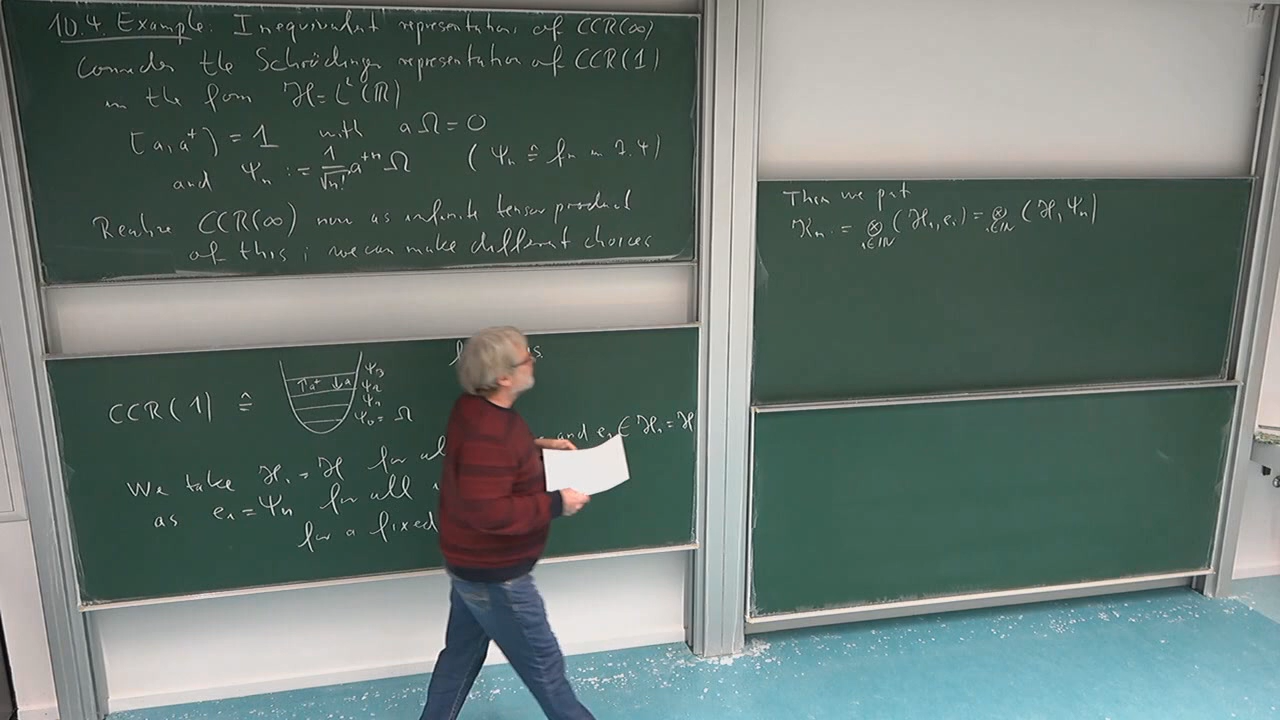 10.4. Example: Inequivalent representations of CCR(∞)
Consider the Schrödinger representation of CCR(1)
in the form ℋ = L²(ℝ)
[a, a⁺] = 1 with aΩ = 0
and Ψₙ := 1/√n! a⁺ⁿ Ω (Ψₙ ≙ fₙ in 7.4)
Realize CCR(∞) now as infinite tensor product
of this; we can make different choices
CCR(1) ≙
↑a⁺ ↓a
Ψ₃
Ψ₂
Ψ₁
Ψ₀ = Ω
We take ℋᵢ = ℋ for all and eᵢ ∈ ℋᵢ = ℋ
as eᵢ = Ψₙ for all
for a fixed
Then we put
𝒦ₙ := ⊗_{i∈ℕ} (ℋᵢ, eᵢ) = ⊗_{i∈ℕ} (ℋ, Ψₙ)